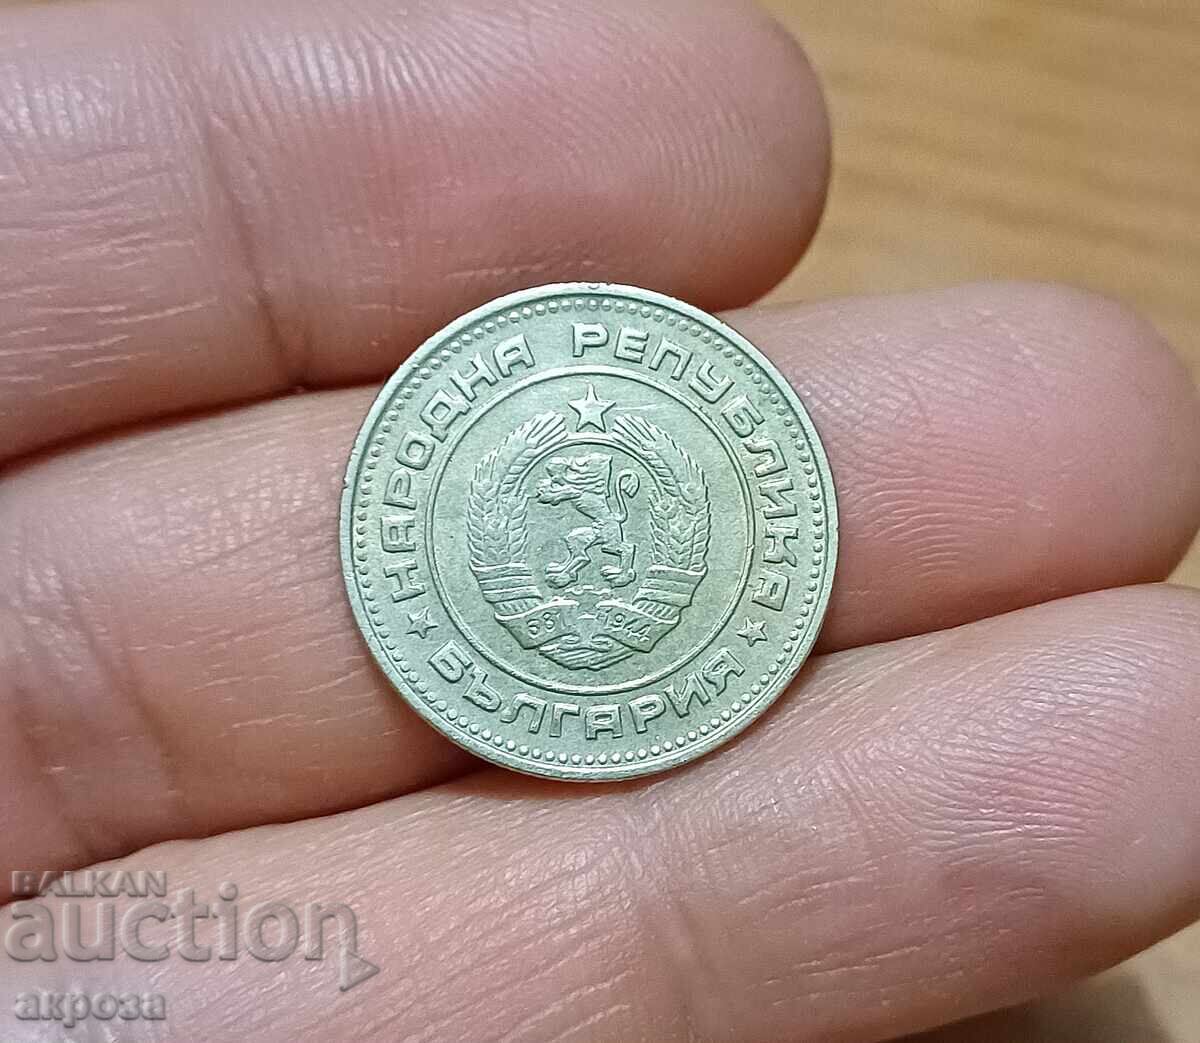 НАРОДНА РЕПУБЛИКА
БЪЛГАРИЯ
681-1944
BALKAN
auction
акроза